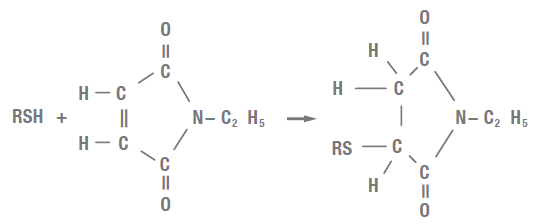 O
O
||
||
H
C
C
H – C
H — C
RSH + || N – C₂ H₅ → N – C₂ H₅
H – C
RS — C
C
H
C
||
||
O
O